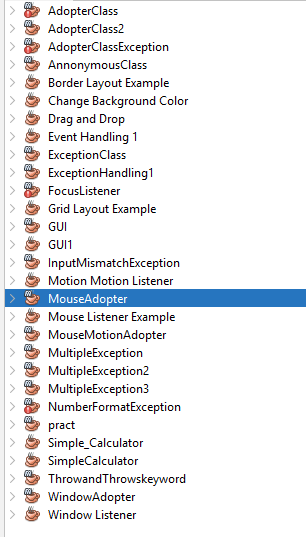 AdopterClass
AdopterClass2
AdopterClassException
AnnonymousClass
Border Layout Example
Change Background Color
Drag and Drop
Event Handling 1
ExceptionClass
ExceptionHandling1
FocusListener
Grid Layout Example
GUI
GUI1
InputMismatchException
Motion Motion Listener
MouseAdopter
Mouse Listener Example
MouseMotionAdopter
MultipleException
MultipleException2
MultipleException3
NumberFormatException
pract
Simple_Calculator
SimpleCalculator
ThrowandThrowskeyword
WindowAdopter
Window Listener